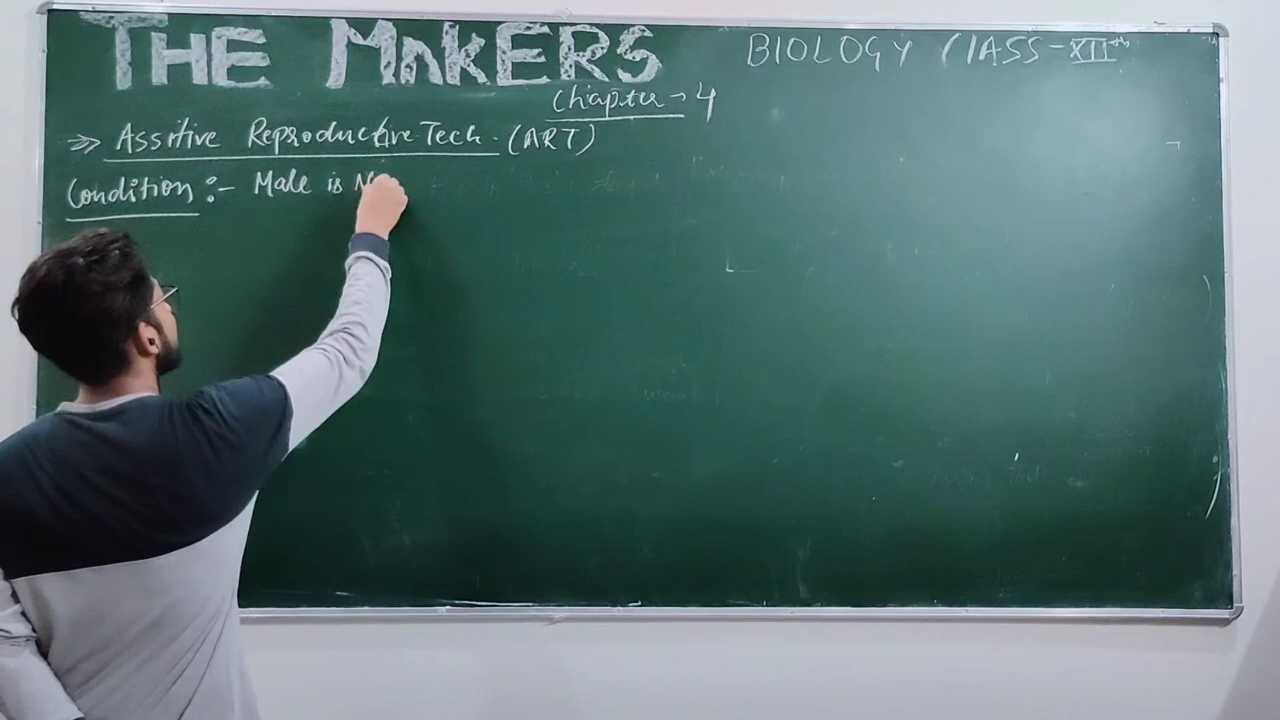 THE MAKERS
BIOLOGY ClASS-XIIth
Chapter → 4
⇒ Assitive Reproductive Tech. (ART)
Condition :- Male is N